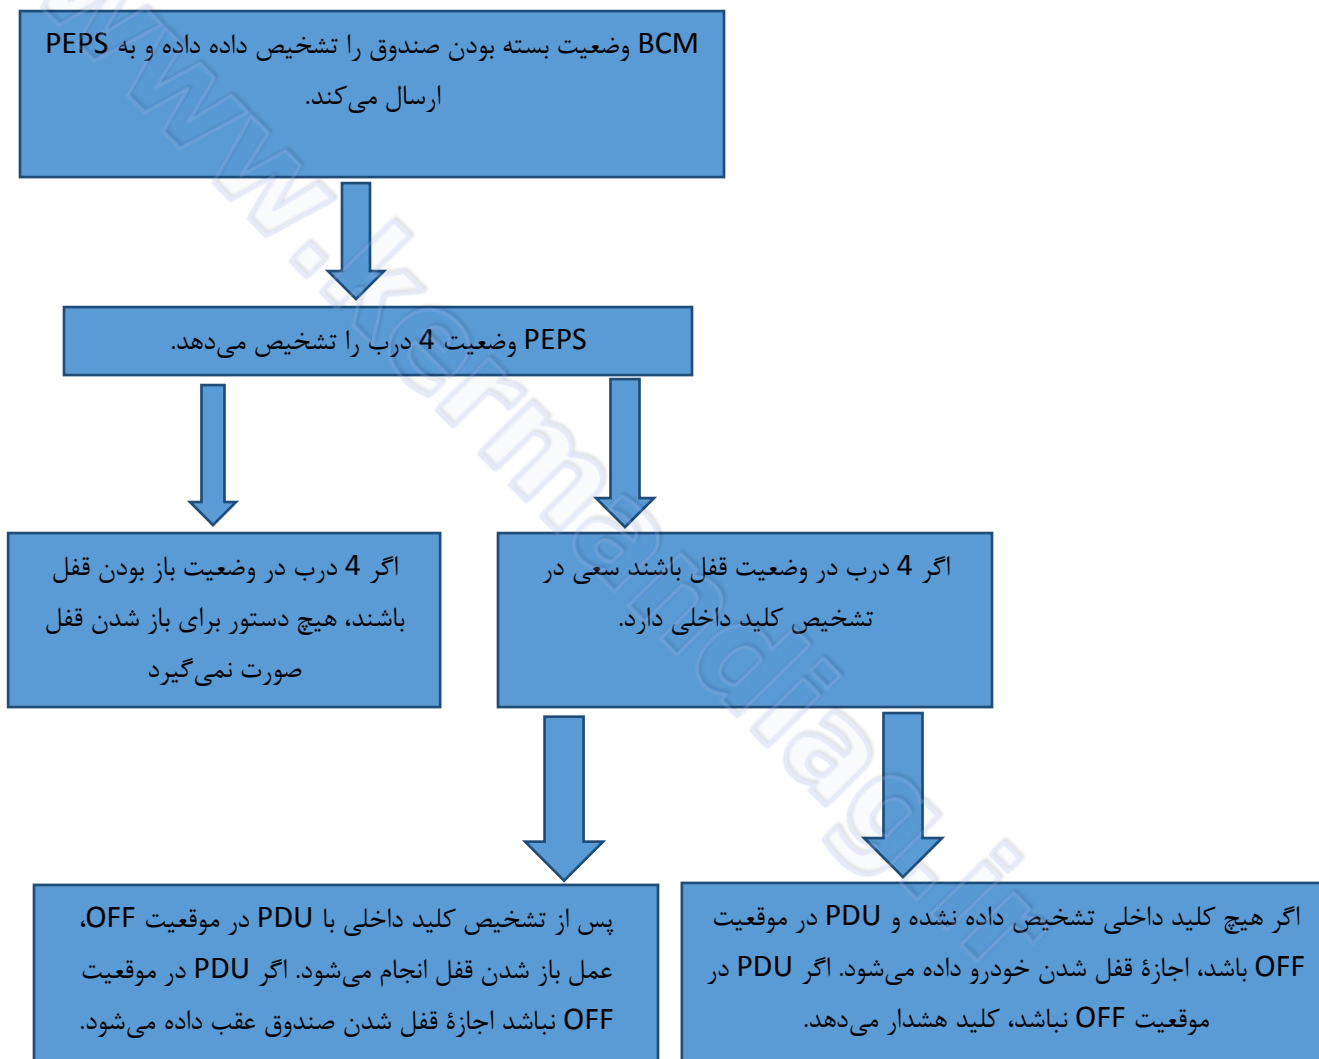 BCM وضعیت بسته بودن صندوق را تشخیص داده داده و به PEPS
ارسال می‌کند.
PEPS وضعیت 4 درب را تشخیص می‌دهد.
اگر 4 درب در وضعیت قفل باشند سعی در
تشخیص کلید داخلی دارد.
اگر 4 درب در وضعیت باز بودن قفل
باشند، هیچ دستور برای باز شدن قفل
صورت نمی‌گیرد
اگر هیچ کلید داخلی تشخیص داده نشده و PDU در موقعیت
OFF باشد، اجازهٔ قفل شدن خودرو داده می‌شود. اگر PDU در
موقعیت OFF نباشد، کلید هشدار می‌دهد.
پس از تشخیص کلید داخلی با PDU در موقعیت OFF،
عمل باز شدن قفل انجام می‌شود. اگر PDU در موقعیت
OFF نباشد اجازهٔ قفل شدن صندوق عقب داده می‌شود.
www.kermandiag.ir